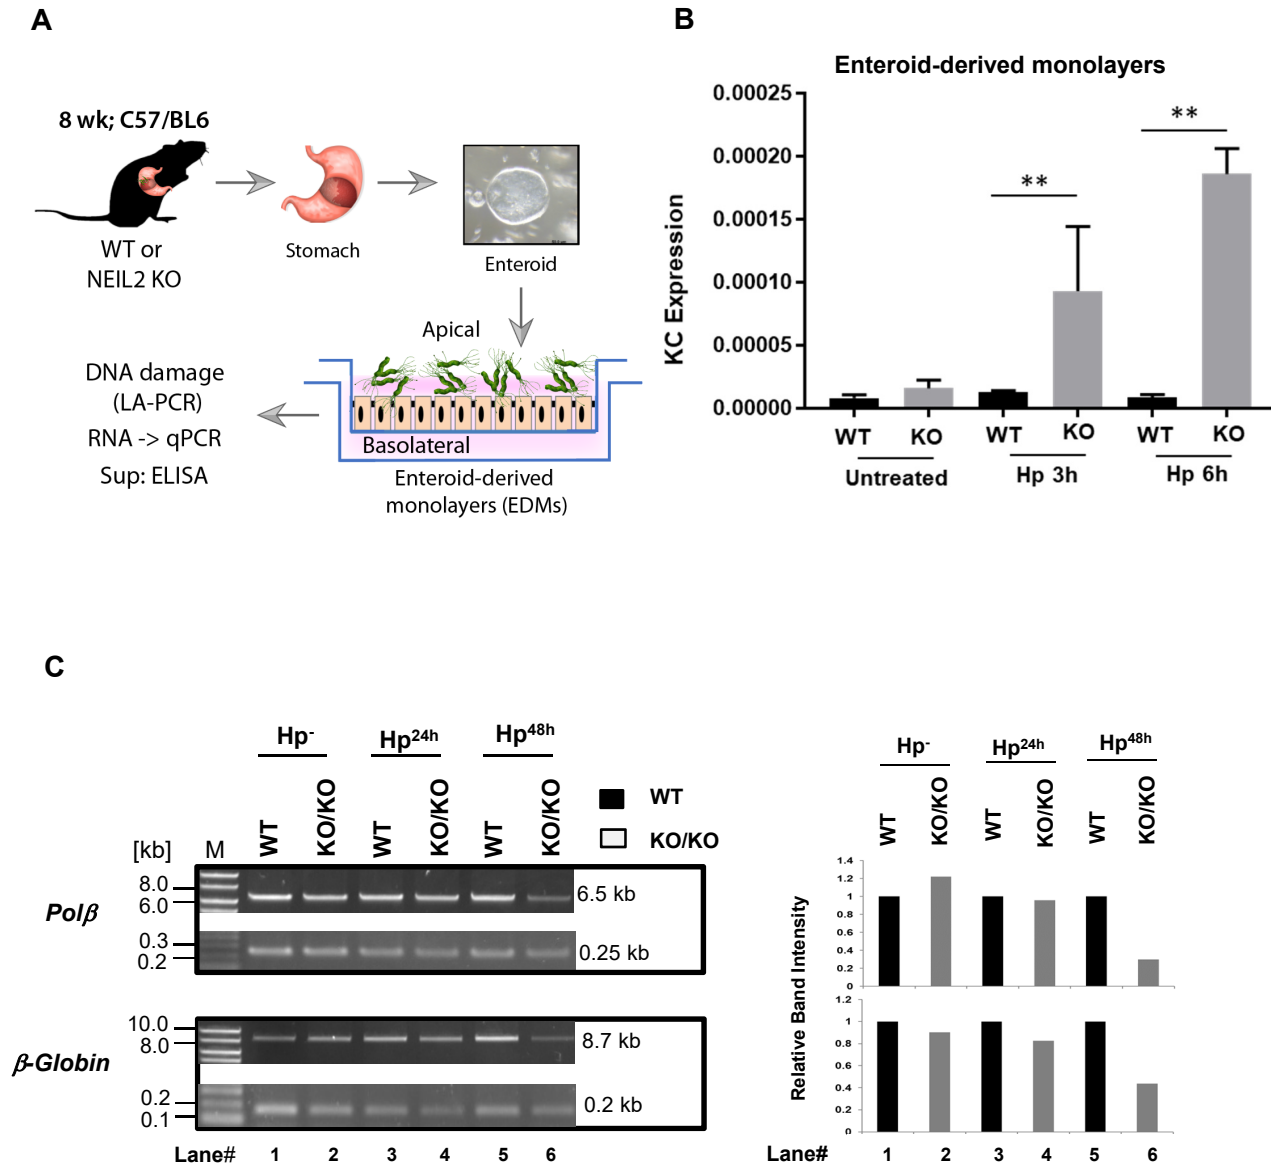 A
8 wk; C57/BL6
WT or
NEIL2 KO
Stomach
Enteroid
Apical
Basolateral
Enteroid-derived
monolayers (EDMs)
DNA damage
(LA-PCR)
RNA -> qPCR
Sup: ELISA
B
Enteroid-derived monolayers
KC Expression
0.00025
0.00020
0.00015
0.00010
0.00005
0.00000
**
**
WT KO WT KO WT KO
Untreated Hp 3h Hp 6h
C
Hp- Hp24h Hp48h
WT KO/KO WT KO/KO WT KO/KO
WT
KO/KO
[kb] M
Polβ
8.0
6.0
6.5 kb
0.3
0.2
0.25 kb
β-Globin
10.0
8.0
8.7 kb
0.2
0.1
0.2 kb
Lane# 1 2 3 4 5 6
Hp- Hp24h Hp48h
WT KO/KO WT KO/KO WT KO/KO
Relative Band Intensity
1.4
1.2
1
0.8
0.6
0.4
0.2
0
1.2
1
0.8
0.6
0.4
0.2
0
Lane# 1 2 3 4 5 6